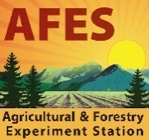 AFES
Agricultural & Forestry
Experiment Station